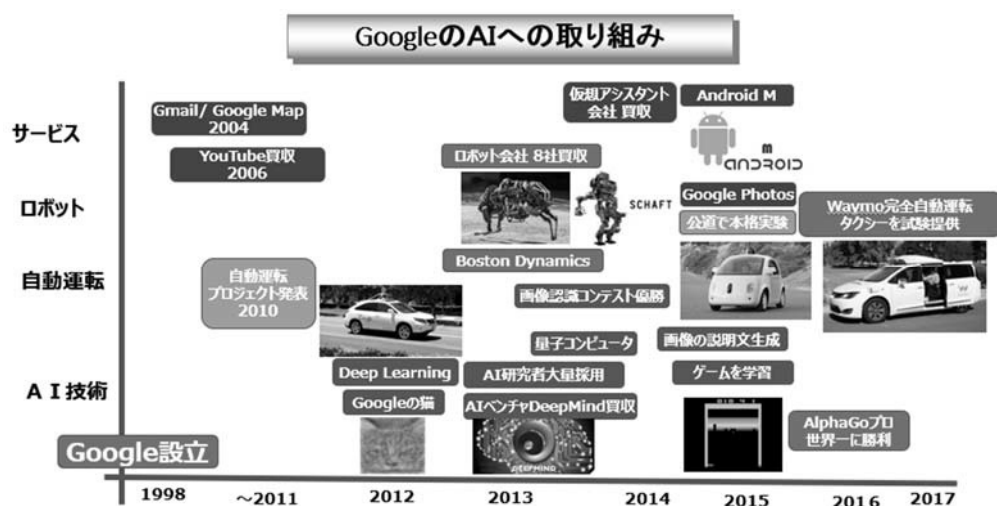 GoogleのAIへの取り組み
サービス
ロボット
自動運転
AI技術
Gmail/ Google Map
2004
YouTube買収
2006
仮想アシスタント
会社 買収
Android M
M
ANDROID
ロボット会社 8社買収
SCHAFT
Google Photos
公道で本格実験
Waymo完全自動運転
タクシーを試験提供
Boston Dynamics
自動運転
プロジェクト発表
2010
画像認識コンテスト優勝
量子コンピュータ
画像の説明文生成
Deep Learning
AI研究者大量採用
ゲームを学習
Googleの猫
AIベンチャDeepMind買収
DEEPMIND
AlphaGoプロ
世界一に勝利
Google設立
1998
～2011
2012
2013
2014
2015
2016
2017